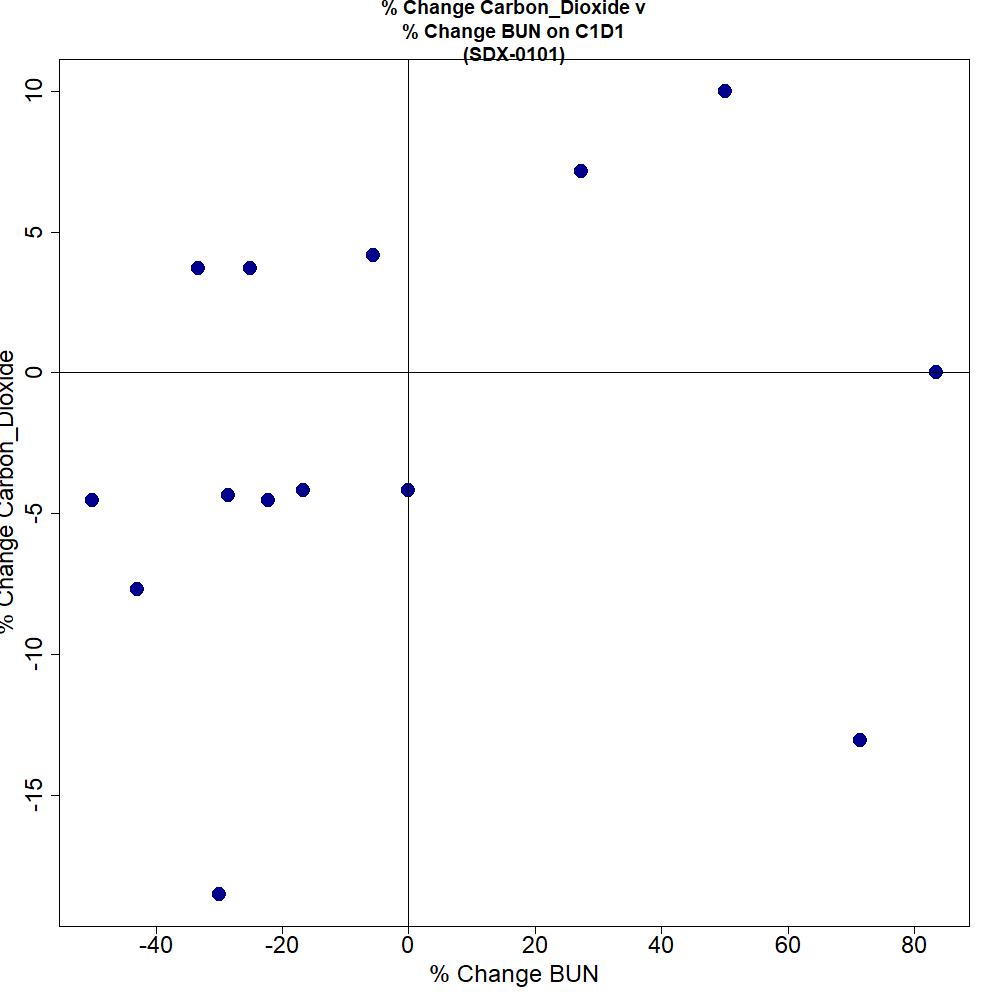 % Change Carbon_Dioxide v
% Change BUN on C1D1
(SDX-0101)
10
5
0
-5
-10
-15
% Change Carbon_Dioxide
-40
-20
0
20
40
60
80
% Change BUN